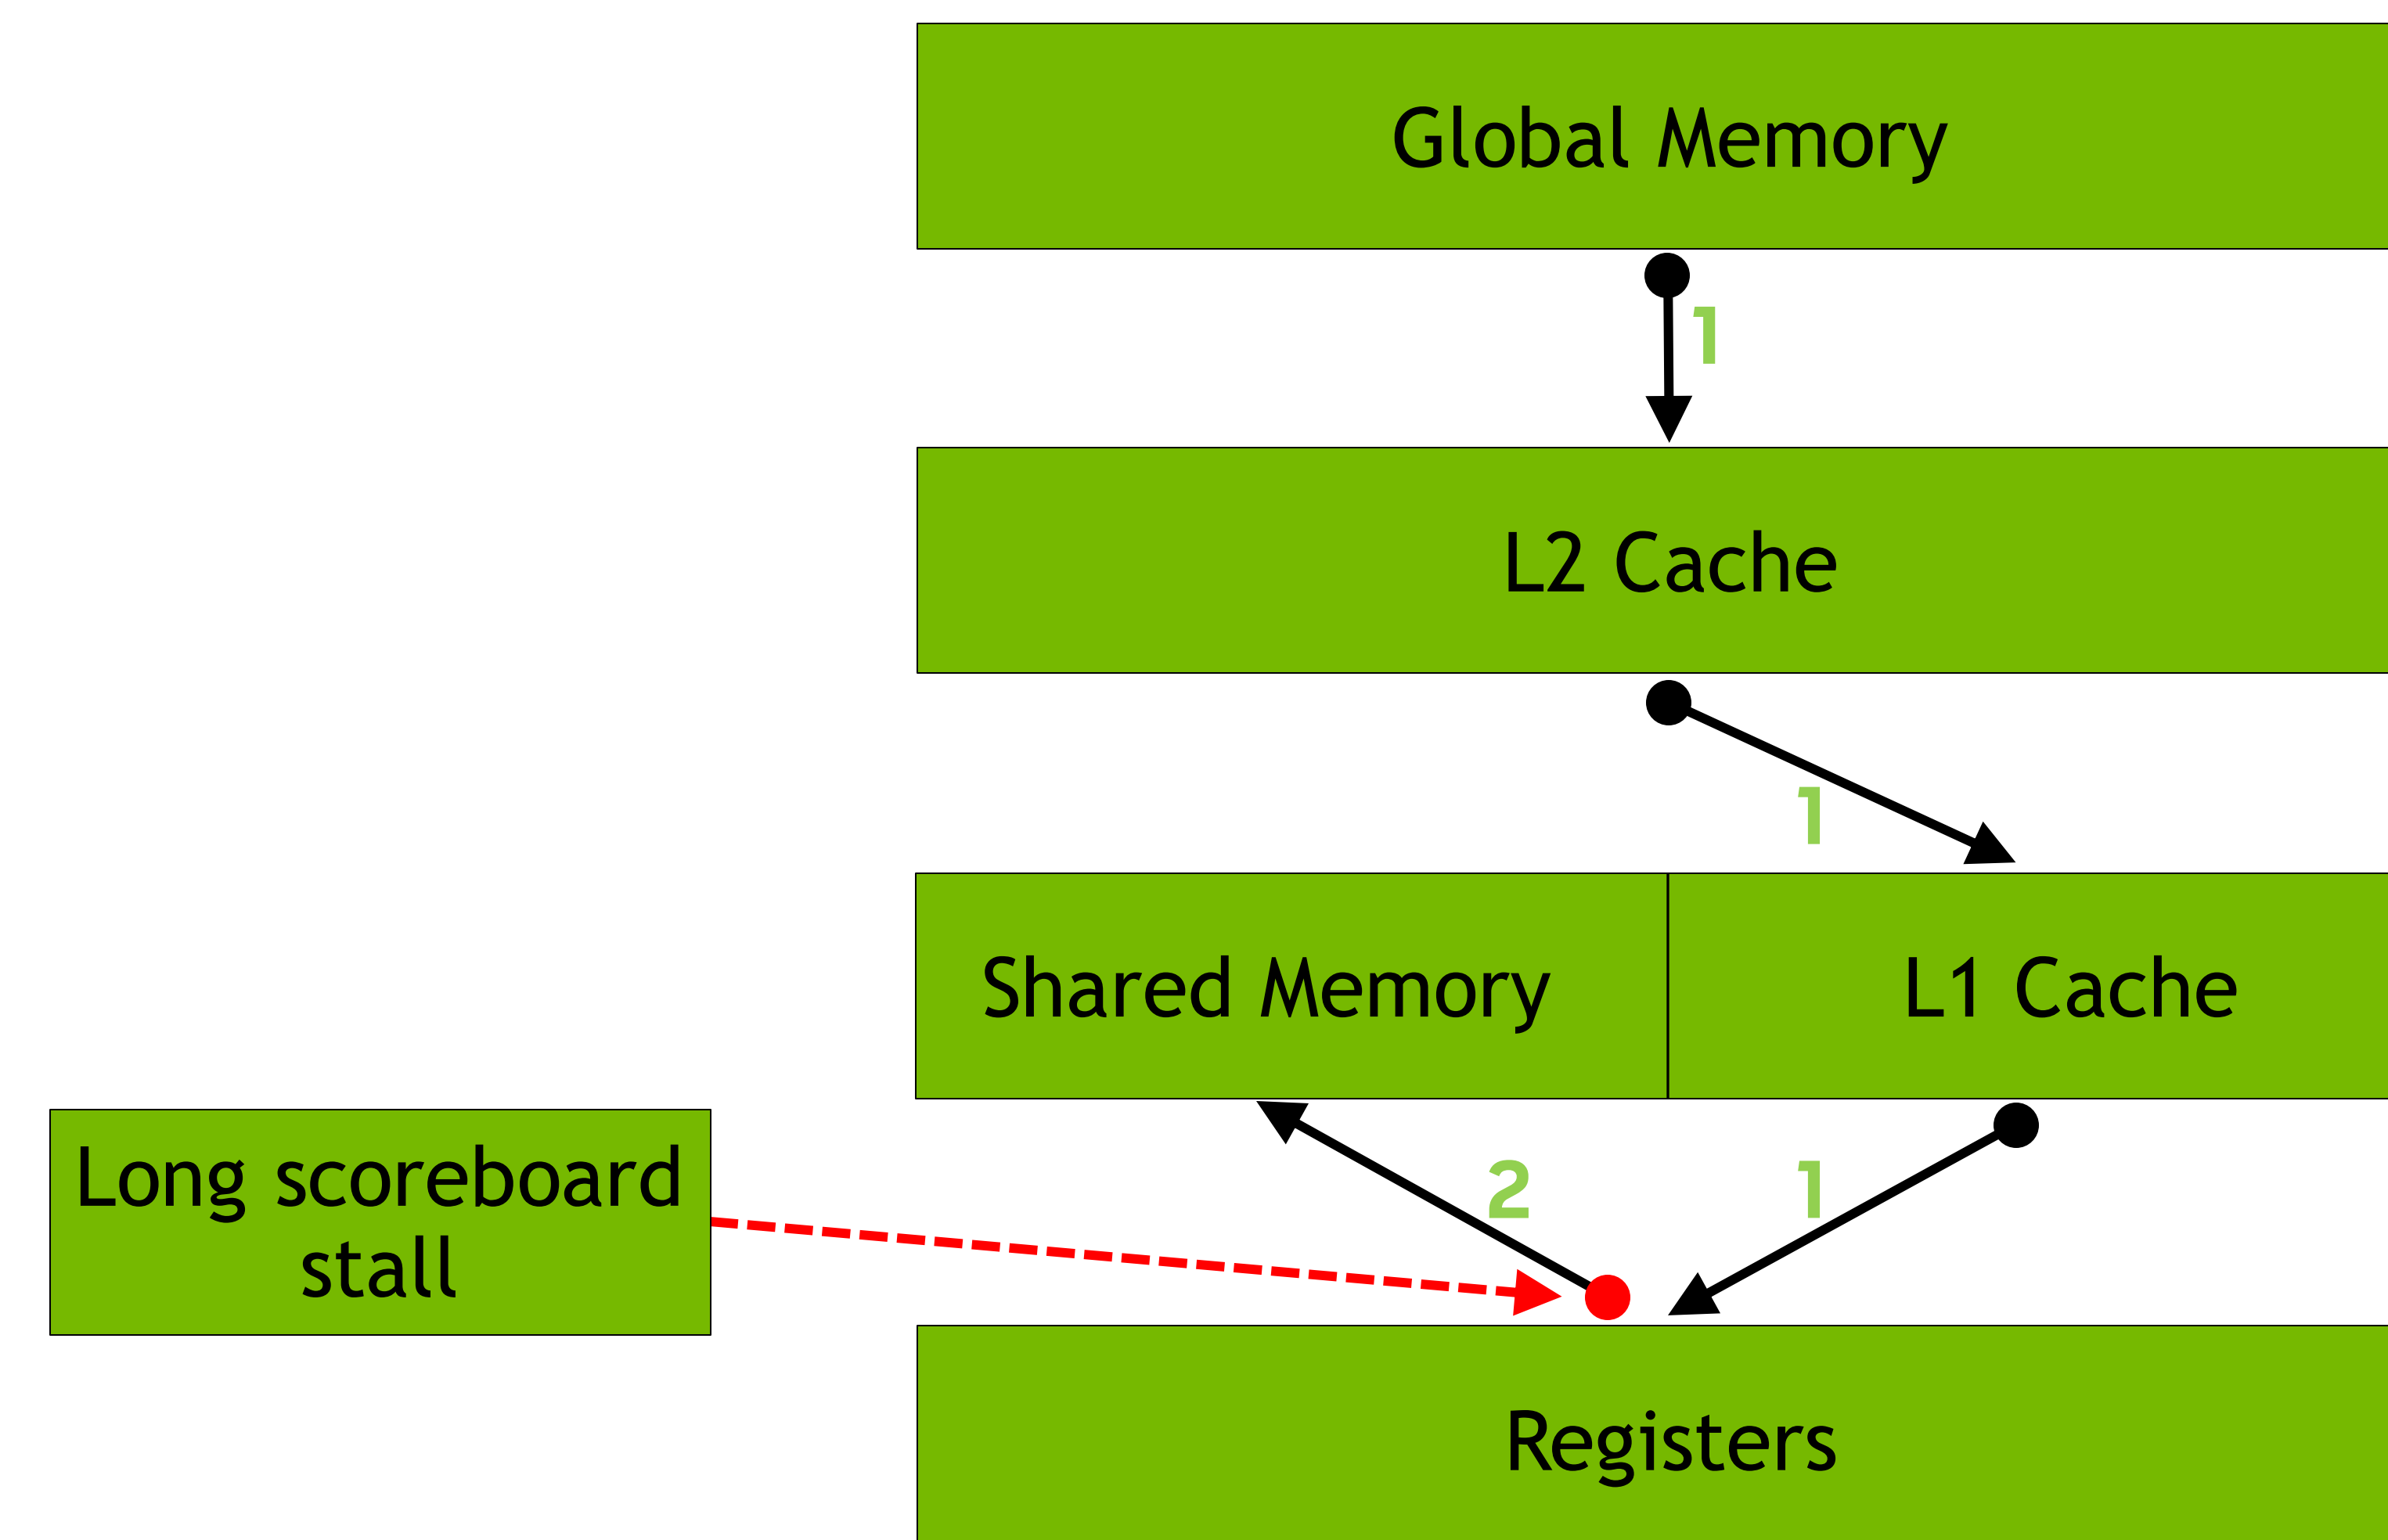 Global Memory
1
L2 Cache
1
Shared Memory
L1 Cache
Long scoreboard
stall
2
1
Registers